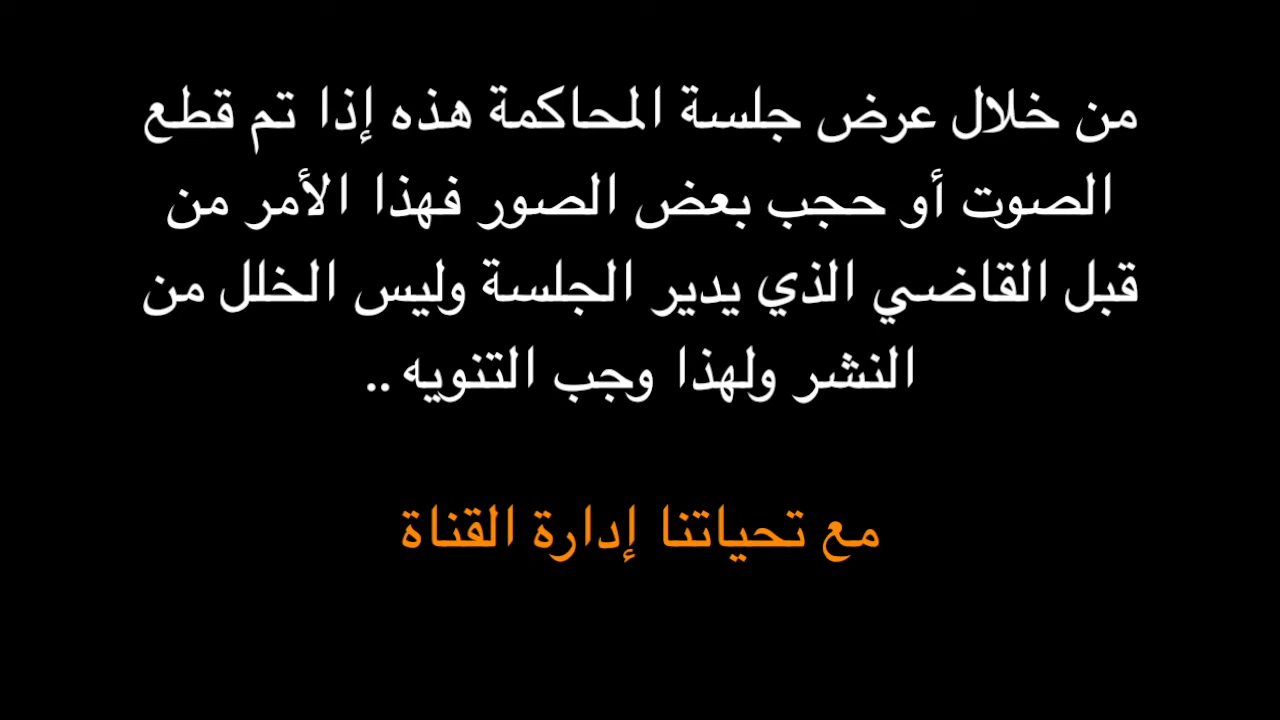 من خلال عرض جلسة المحاكمة هذه إذا تم قطع
الصوت أو حجب بعض الصور فهذا الأمر من
قبل القاضي الذي يدير الجلسة وليس الخلل من
النشر ولهذا وجب التنويه ..
مع تحياتنا إدارة القناة